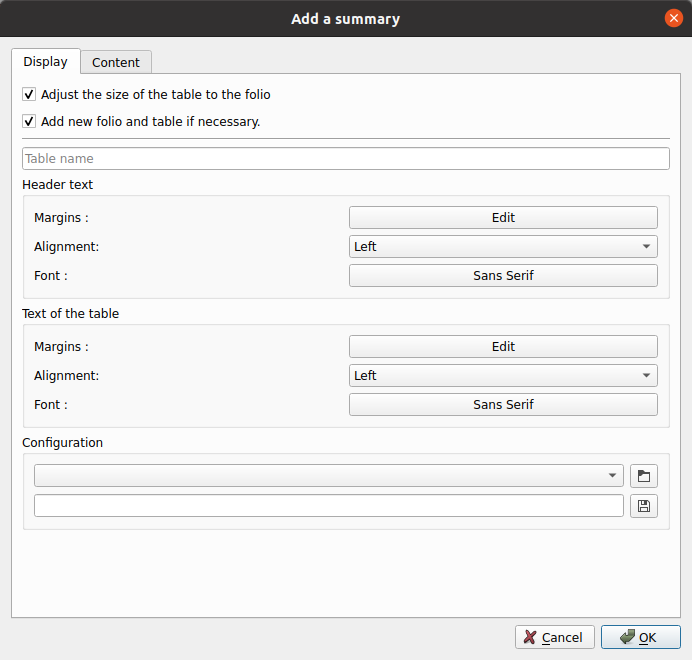 Add a summary
Display Content
Adjust the size of the table to the folio
Add new folio and table if necessary.
Table name
Header text
Margins : Edit
Alignment: Left
Font : Sans Serif
Text of the table
Margins : Edit
Alignment: Left
Font : Sans Serif
Configuration
Cancel OK